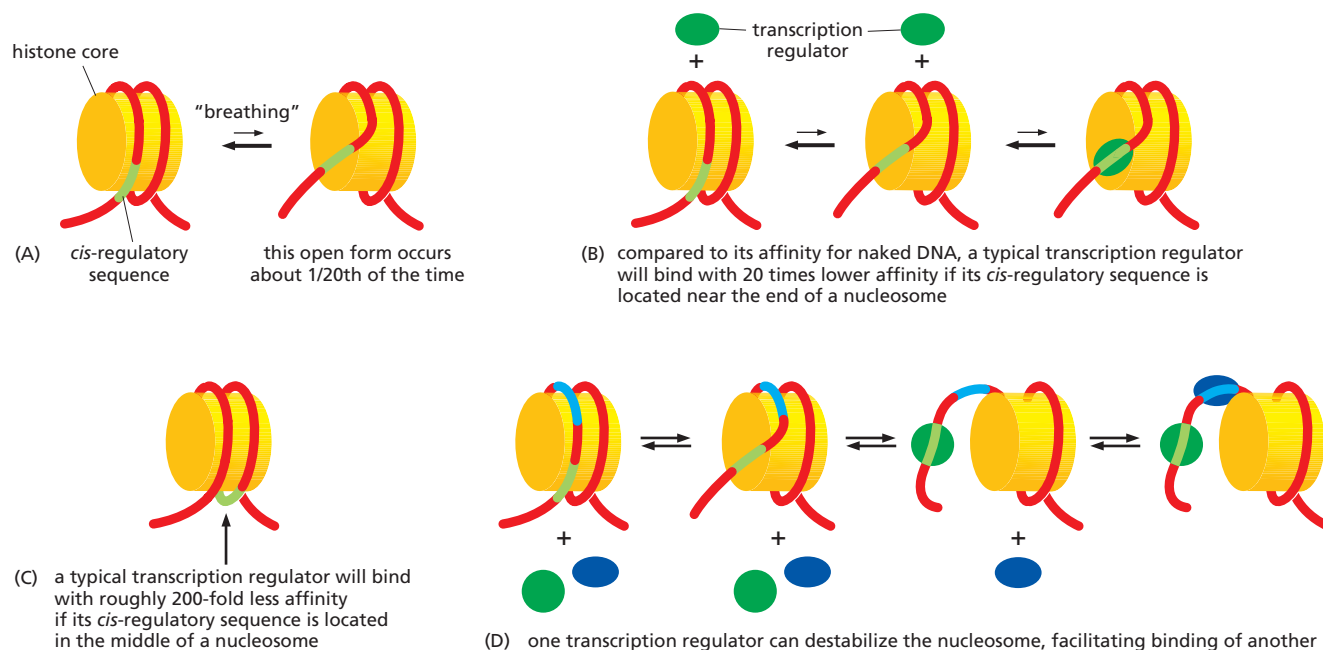 histone core
"breathing"
(A)
cis-regulatory
sequence
this open form occurs
about 1/20th of the time
transcription
regulator
+
+
(B) compared to its affinity for naked DNA, a typical transcription regulator
will bind with 20 times lower affinity if its cis-regulatory sequence is
located near the end of a nucleosome
(C) a typical transcription regulator will bind
with roughly 200-fold less affinity
if its cis-regulatory sequence is located
in the middle of a nucleosome
+
+
+
(D) one transcription regulator can destabilize the nucleosome, facilitating binding of another